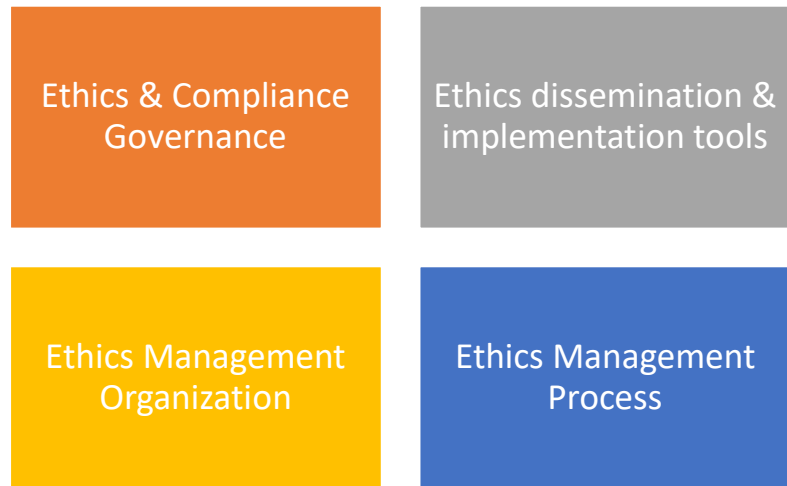 Ethics & Compliance
Governance
Ethics dissemination &
implementation tools
Ethics Management
Organization
Ethics Management
Process